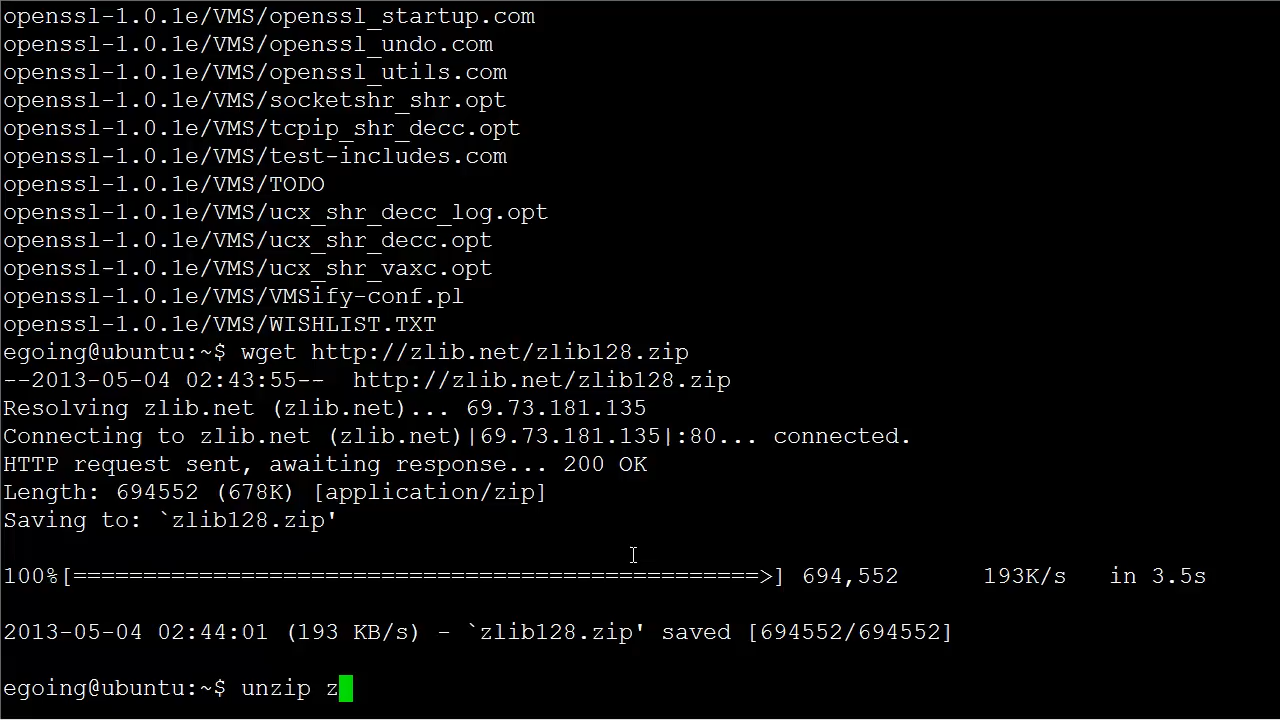 openssl-1.0.1e/VMS/openssl_startup.com
openssl-1.0.1e/VMS/openssl_undo.com
openssl-1.0.1e/VMS/openssl_utils.com
openssl-1.0.1e/VMS/socketshr_shr.opt
openssl-1.0.1e/VMS/tcpip_shr_decc.opt
openssl-1.0.1e/VMS/test-includes.com
openssl-1.0.1e/VMS/TODO
openssl-1.0.1e/VMS/ucx_shr_decc_log.opt
openssl-1.0.1e/VMS/ucx_shr_decc.opt
openssl-1.0.1e/VMS/ucx_shr_vaxc.opt
openssl-1.0.1e/VMS/VMSify-conf.pl
openssl-1.0.1e/VMS/WISHLIST.TXT
egoing@ubuntu:~$ wget http://zlib.net/zlib128.zip
--2013-05-04 02:43:55--  http://zlib.net/zlib128.zip
Resolving zlib.net (zlib.net)... 69.73.181.135
Connecting to zlib.net (zlib.net)|69.73.181.135|:80... connected.
HTTP request sent, awaiting response... 200 OK
Length: 694552 (678K) [application/zip]
Saving to: `zlib128.zip'
100%[=================================================>] 694,552      193K/s   in 3.5s
2013-05-04 02:44:01 (193 KB/s) - `zlib128.zip' saved [694552/694552]
egoing@ubuntu:~$ unzip z